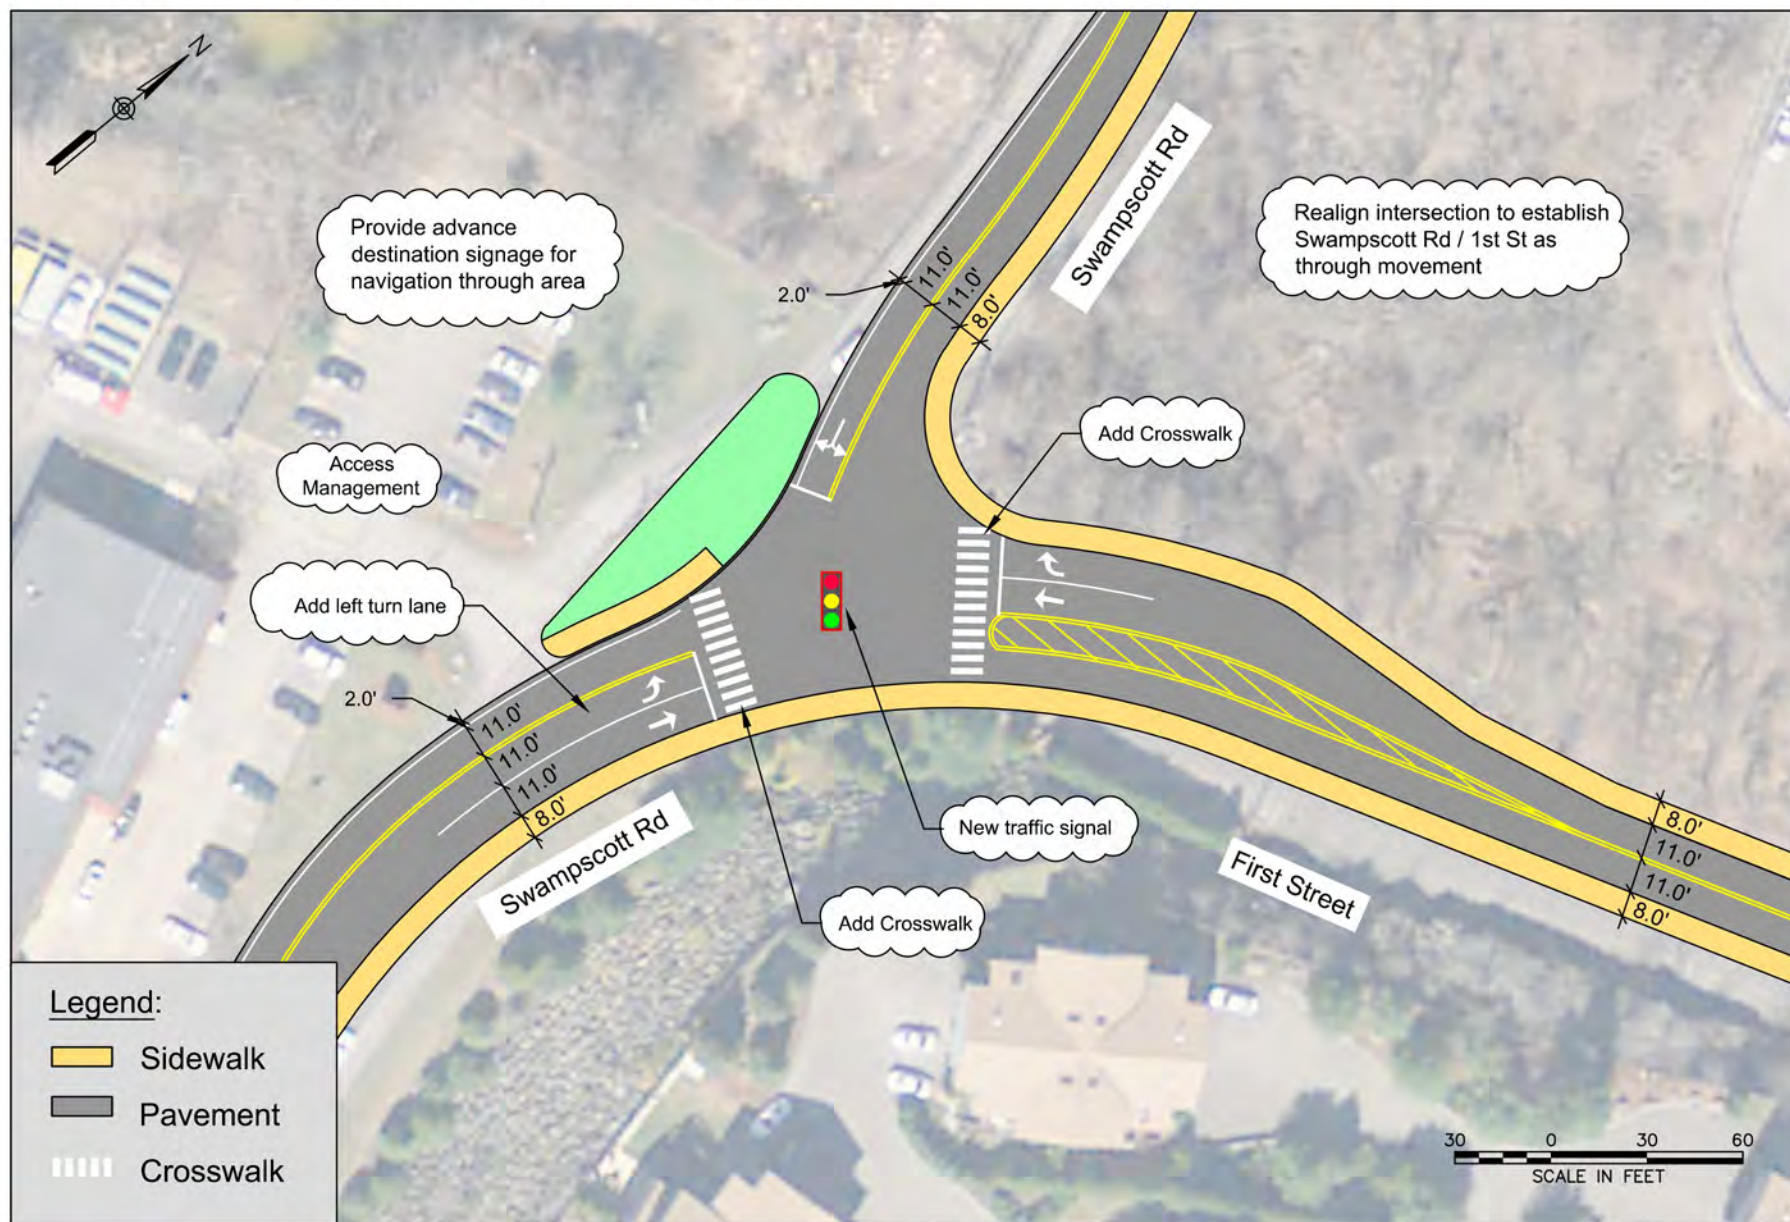 N
Provide advance
destination signage for
navigation through area
Swampscott Rd
Realign intersection to establish
Swampscott Rd / 1st St as
through movement
2.0'
11.0'
11.0'
8.0'
Add Crosswalk
Access
Management
Add left turn lane
2.0'
11.0'
11.0'
11.0'
8.0'
Swampscott Rd
New traffic signal
Add Crosswalk
First Street
8.0'
11.0'
11.0'
8.0'
Legend:
Sidewalk
Pavement
Crosswalk
30 0 30 60
SCALE IN FEET